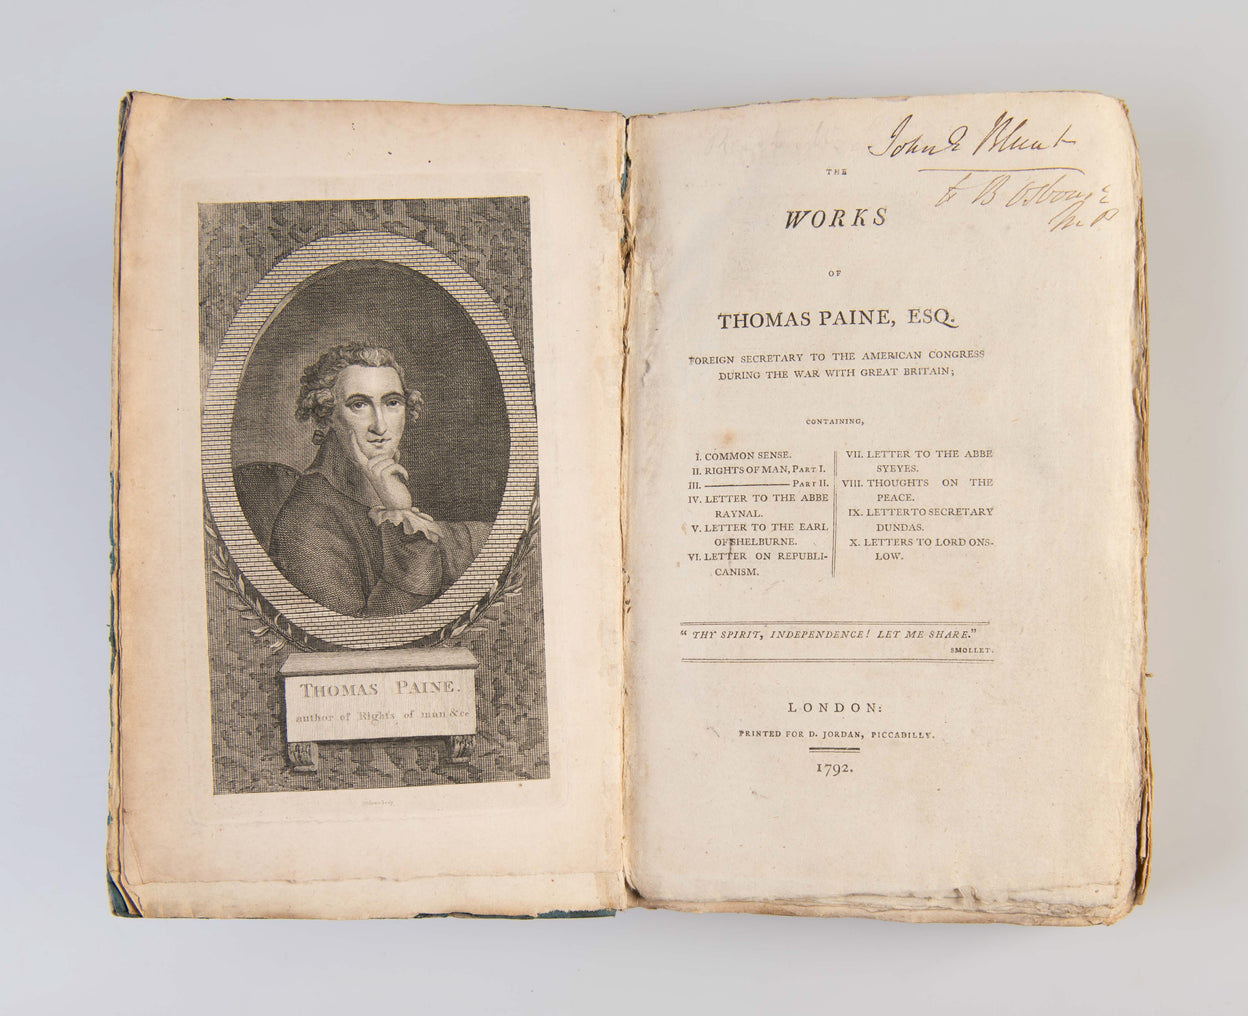 THOMAS PAINE.
author of Rights of man &c
John E Blunt
THE
WORKS
OF
THOMAS PAINE, ESQ.
FOREIGN SECRETARY TO THE AMERICAN CONGRESS
DURING THE WAR WITH GREAT BRITAIN;
CONTAINING,
I. COMMON SENSE.
II. RIGHTS OF MAN, PART I.
III. ——— PART II.
IV. LETTER TO THE ABBE
RAYNAL.
V. LETTER TO THE EARL
OF SHELBURNE.
VI. LETTER ON REPUBLI-
CANISM.
VII. LETTER TO THE ABBE
SYEYES.
VIII. THOUGHTS ON THE
PEACE.
IX. LETTER TO SECRETARY
DUNDAS.
X. LETTERS TO LORD ONS-
LOW.
“ THY SPIRIT, INDEPENDENCE! LET ME SHARE.”
SMOLLET.
LONDON:
PRINTED FOR D. JORDAN, PICCADILLY.
1792.